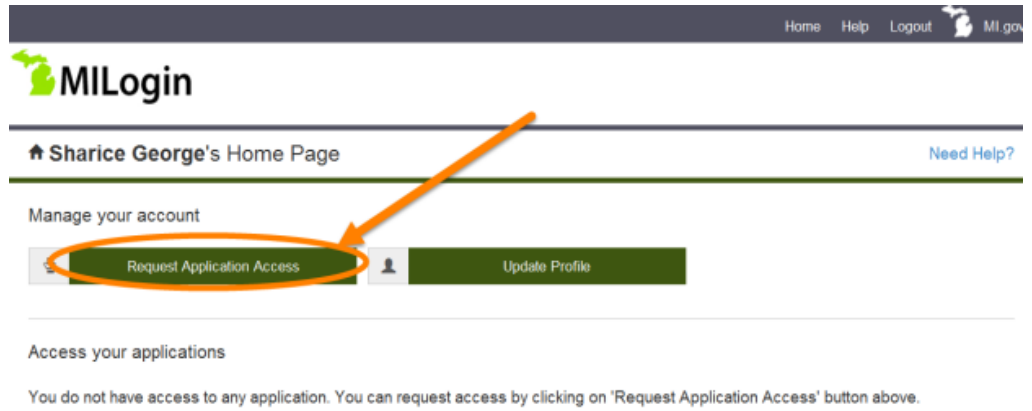 Home Help Logout MI.gov
MILogin
Sharice George's Home Page Need Help?
Manage your account
Request Application Access Update Profile
Access your applications
You do not have access to any application. You can request access by clicking on 'Request Application Access' button above.